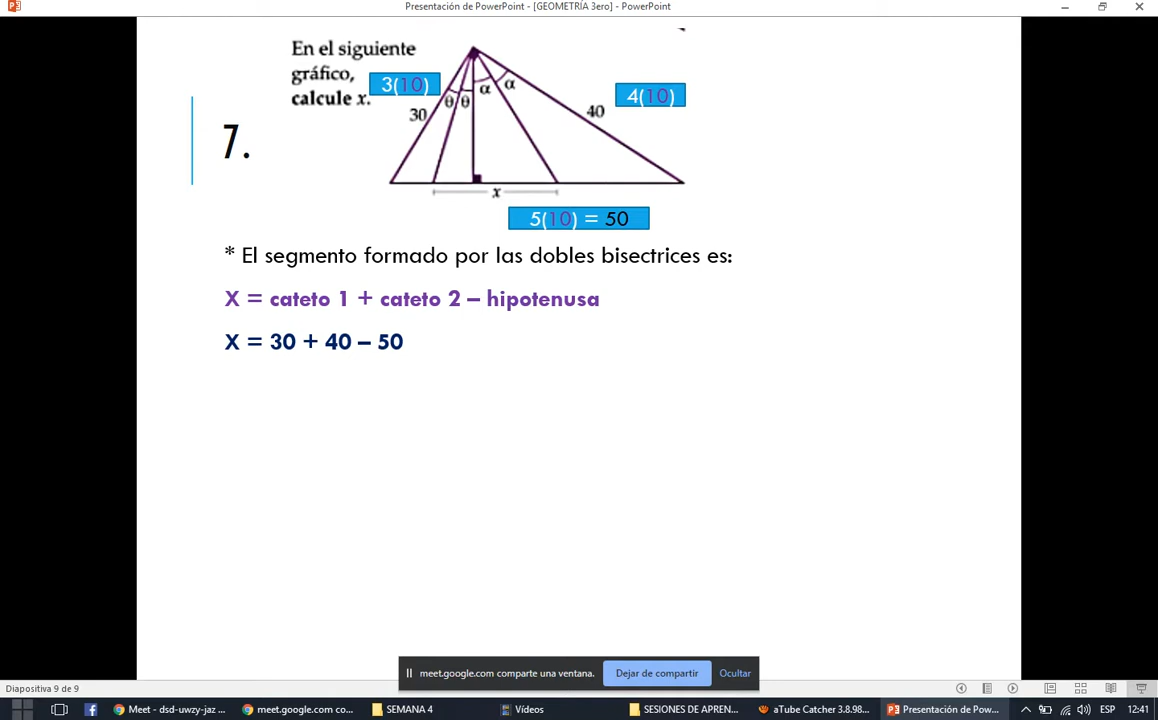 Presentación de PowerPoint - [GEOMETRÍA 3ero] - PowerPoint
En el siguiente
gráfico,
calcule x.
3(10)
4(10)
θ θ α α
30
40
7.
x
5(10) = 50
* El segmento formado por las dobles bisectrices es:
X = cateto 1 + cateto 2 – hipotenusa
X = 30 + 40 – 50
meet.google.com comparte una ventana.
Dejar de compartir
Ocultar
Diapositiva 9 de 9
Meet - dsd-uwzy-jaz ...
meet.google.com co...
SEMANA 4
Vídeos
SESIONES DE APREN...
aTube Catcher 3.8.98...
Presentación de Pow...
ESP
12:41